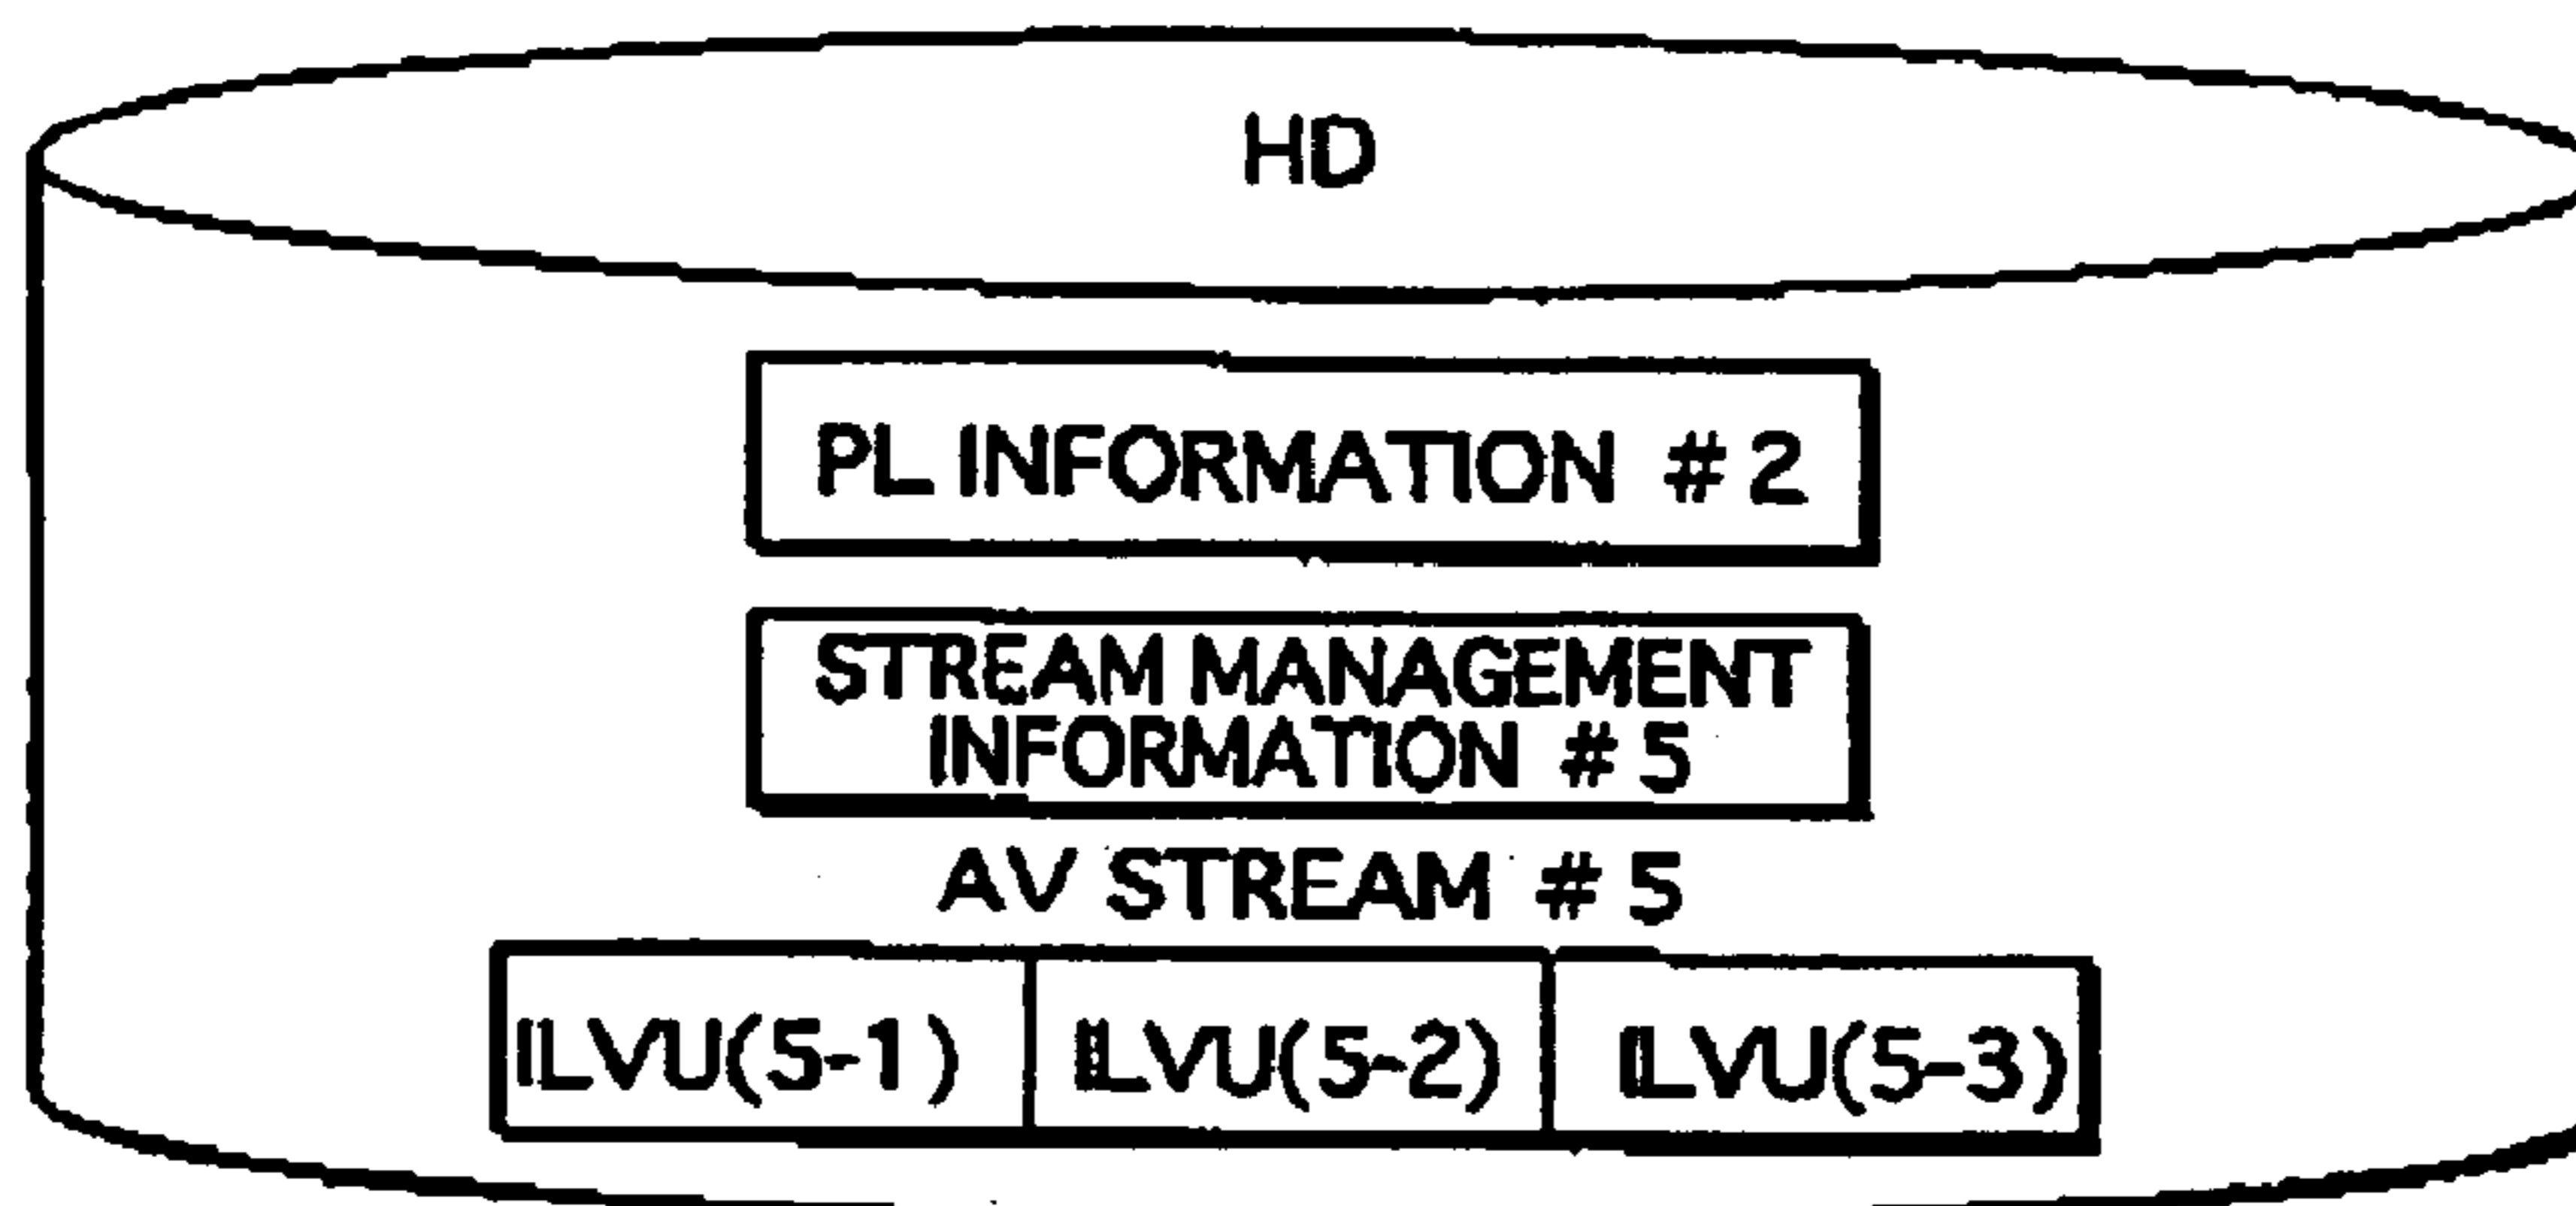 HD
PL INFORMATION #2
STREAM MANAGEMENT
INFORMATION #5
AV STREAM #5
ILVU(5-1) ILVU(5-2) ILVU(5-3)